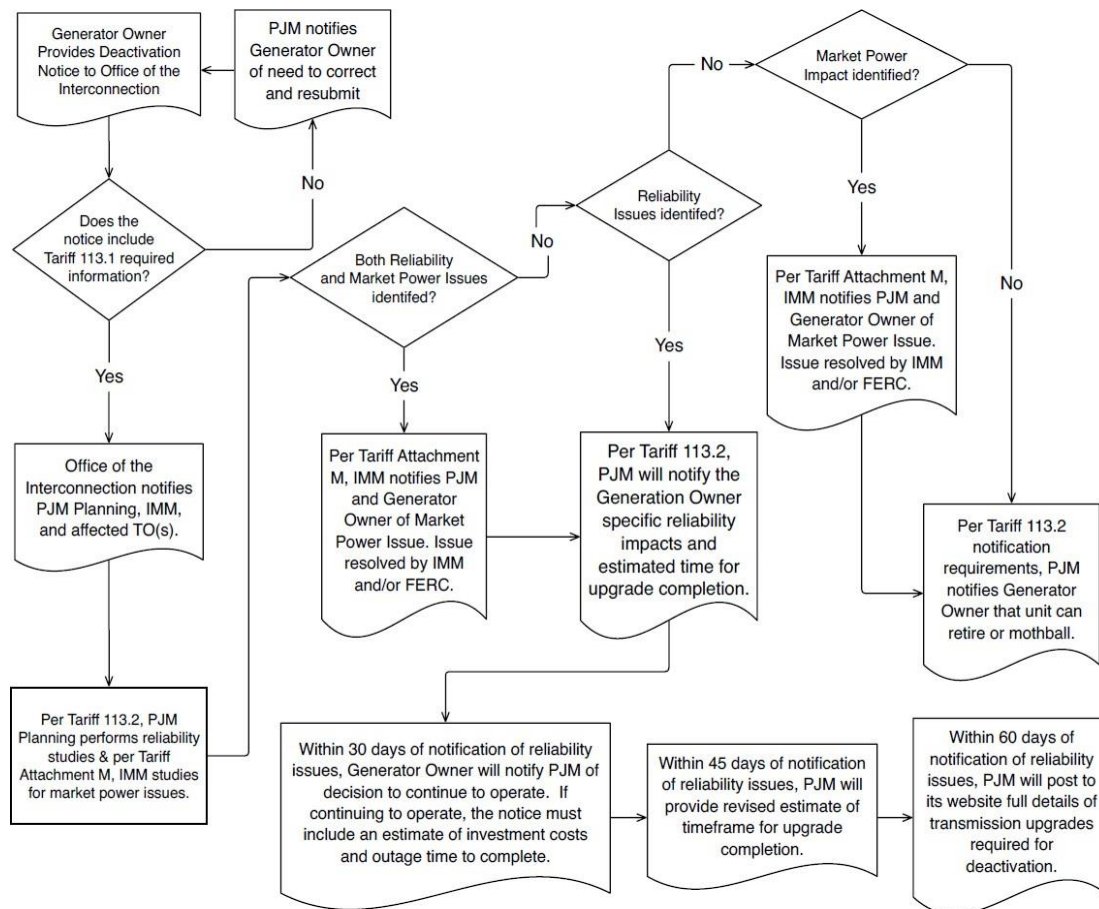 Generator Owner
Provides Deactivation
Notice to Office of the
Interconnection
PJM notifies
Generator Owner
of need to correct
and resubmit
No
Does the
notice include
Tariff 113.1 required
information?
Yes
Office of the
Interconnection notifies
PJM Planning, IMM,
and affected TO(s).
Per Tariff 113.2, PJM
Planning performs reliability
studies & per Tariff
Attachment M, IMM studies
for market power issues.
Both Reliability
and Market Power Issues
identifed?
No
Yes
Per Tariff Attachment
M, IMM notifies PJM
and Generator
Owner of Market
Power Issue. Issue
resolved by IMM
and/or FERC.
Reliability
Issues identifed?
No
Yes
Per Tariff 113.2,
PJM will notify the
Generation Owner
specific reliability
impacts and
estimated time for
upgrade completion.
Market Power
Impact identified?
Yes
No
Per Tariff Attachment M,
IMM notifies PJM and
Generator Owner of
Market Power Issue.
Issue resolved by IMM
and/or FERC.
Per Tariff 113.2
notification
requirements, PJM
notifies Generator
Owner that unit can
retire or mothball.
Within 30 days of notification of reliability
issues, Generator Owner will notify PJM of
decision to continue to operate. If
continuing to operate, the notice must
include an estimate of investment costs
and outage time to complete.
Within 45 days of notification
of reliability issues, PJM will
provide revised estimate of
timeframe for upgrade
completion.
Within 60 days of
notification of reliability
issues, PJM will post to
its website full details of
transmission upgrades
required for
deactivation.